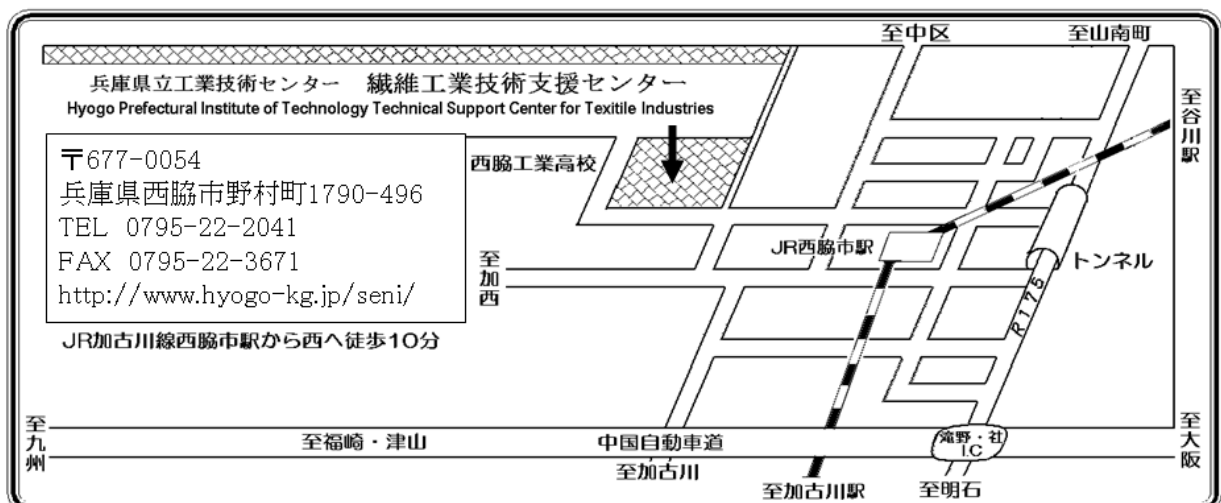 至中区
至山南町
兵庫県立工業技術センター 繊維工業技術支援センター
Hyogo Prefectural Institute of Technology Technical Support Center for Texitile Industries
至谷川駅
〒677-0054
兵庫県西脇市野村町1790-496
TEL 0795-22-2041
FAX 0795-22-3671
http://www.hyogo-kg.jp/seni/
西脇工業高校
JR西脇市駅
トンネル
至加西
R175
JR加古川線西脇市駅から西へ徒歩10分
至九州
至福崎・津山
中国自動車道
滝野・社
I.C
至大阪
至加古川
至加古川駅
至明石